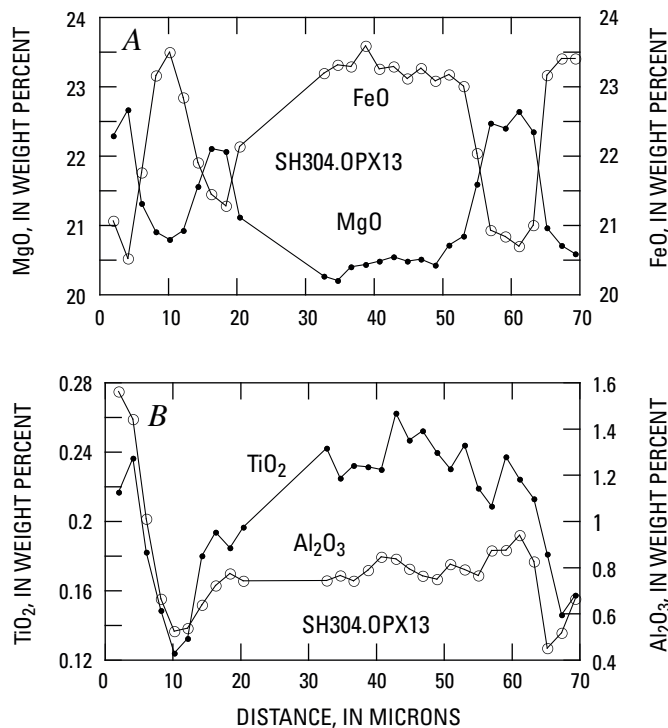 A
MgO, IN WEIGHT PERCENT
24
23
22
21
20
FeO, IN WEIGHT PERCENT
24
23
22
21
20
FeO
SH304.OPX13
MgO
0 10 20 30 40 50 60 70
B
TiO₂, IN WEIGHT PERCENT
0.28
0.24
0.2
0.16
0.12
Al₂O₃, IN WEIGHT PERCENT
1.6
1.4
1.2
1
0.8
0.6
0.4
TiO₂
Al₂O₃
SH304.OPX13
0 10 20 30 40 50 60 70
DISTANCE, IN MICRONS